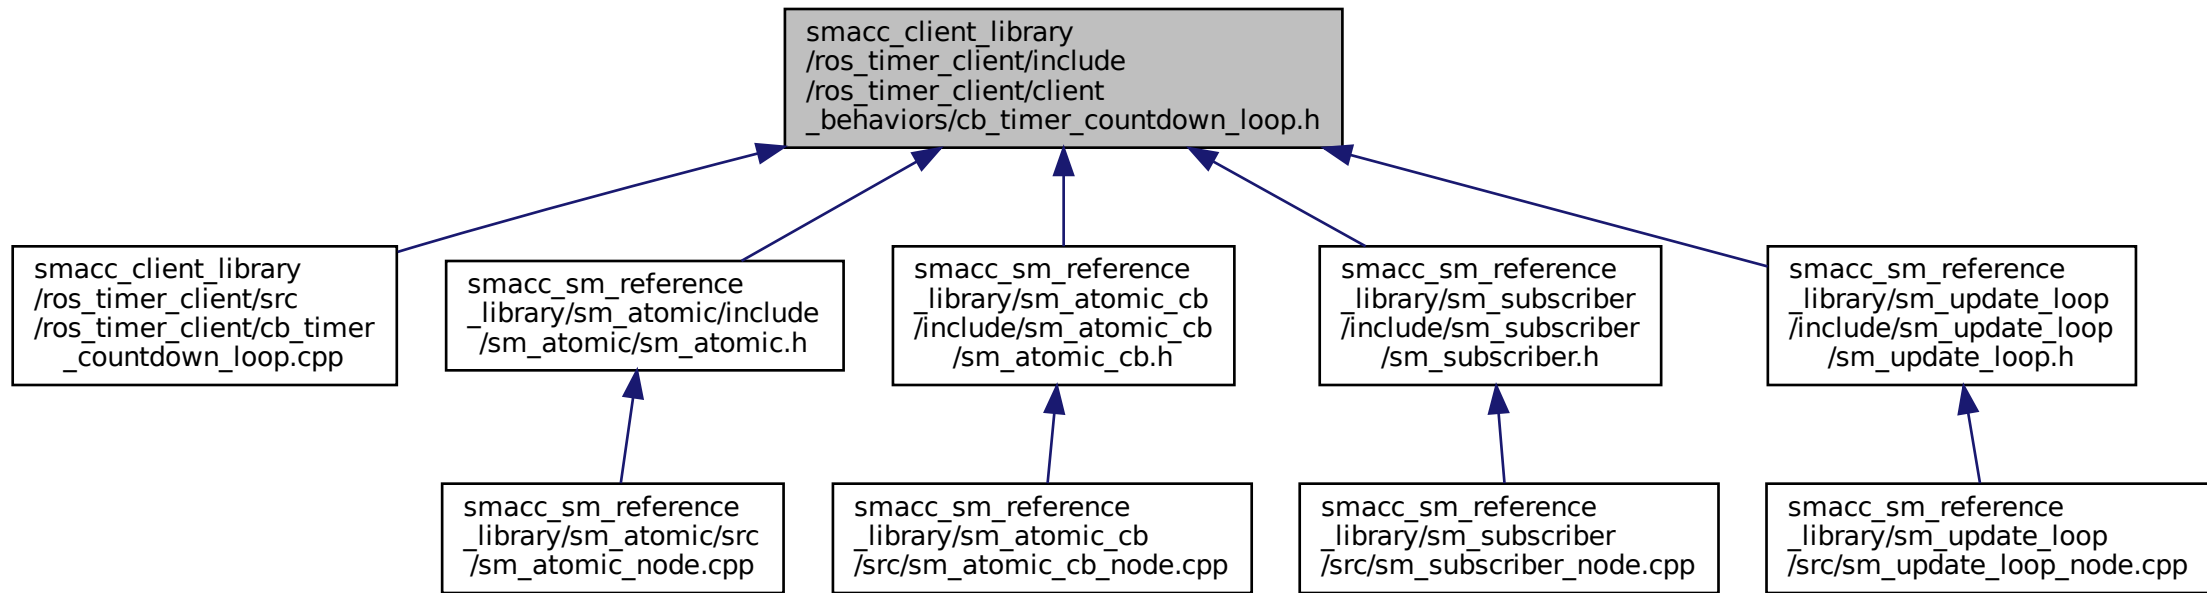 smacc_client_library
/ros_timer_client/include
/ros_timer_client/client
_behaviors/cb_timer_countdown_loop.h
smacc_client_library
/ros_timer_client/src
/ros_timer_client/cb_timer
_countdown_loop.cpp
smacc_sm_reference
_library/sm_atomic/include
/sm_atomic/sm_atomic.h
smacc_sm_reference
_library/sm_atomic_cb
/include/sm_atomic_cb
/sm_atomic_cb.h
smacc_sm_reference
_library/sm_subscriber
/include/sm_subscriber
/sm_subscriber.h
smacc_sm_reference
_library/sm_update_loop
/include/sm_update_loop
/sm_update_loop.h
smacc_sm_reference
_library/sm_atomic/src
/sm_atomic_node.cpp
smacc_sm_reference
_library/sm_atomic_cb
/src/sm_atomic_cb_node.cpp
smacc_sm_reference
_library/sm_subscriber
/src/sm_subscriber_node.cpp
smacc_sm_reference
_library/sm_update_loop
/src/sm_update_loop_node.cpp